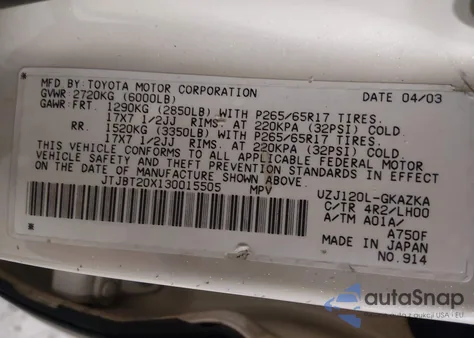 MFD BY TOYOTA MOTOR CORPORATION DATE 04/03
GVWR: 2720KG (6000LB)
GAWR: FRT. 1290KG (2850LB) WITH P265/65R17 TIRES.
17X7 1/2JJ RIMS. AT 220KPA (32PSI) COLD.
RR. 1520KG (3350LB) WITH P265/65R17 TIRES.
17X7 1/2JJ RIMS. AT 220KPA (32PSI) COLD.
THIS VEHICLE CONFORMS TO ALL APPLICABLE FEDERAL MOTOR
VEHICLE SAFETY AND THEFT PREVENTION STANDARDS IN EFFECT
ON THE DATE OF MANUFACTURE SHOWN ABOVE.
JTJBT20X130015505 MPV
UZJ120L-GKAZKA
C/TR 4R2/LH00
A/TM A01A/
A750F
MADE IN JAPAN
NO.914
autoSnap
auta z aukcji USA · EU